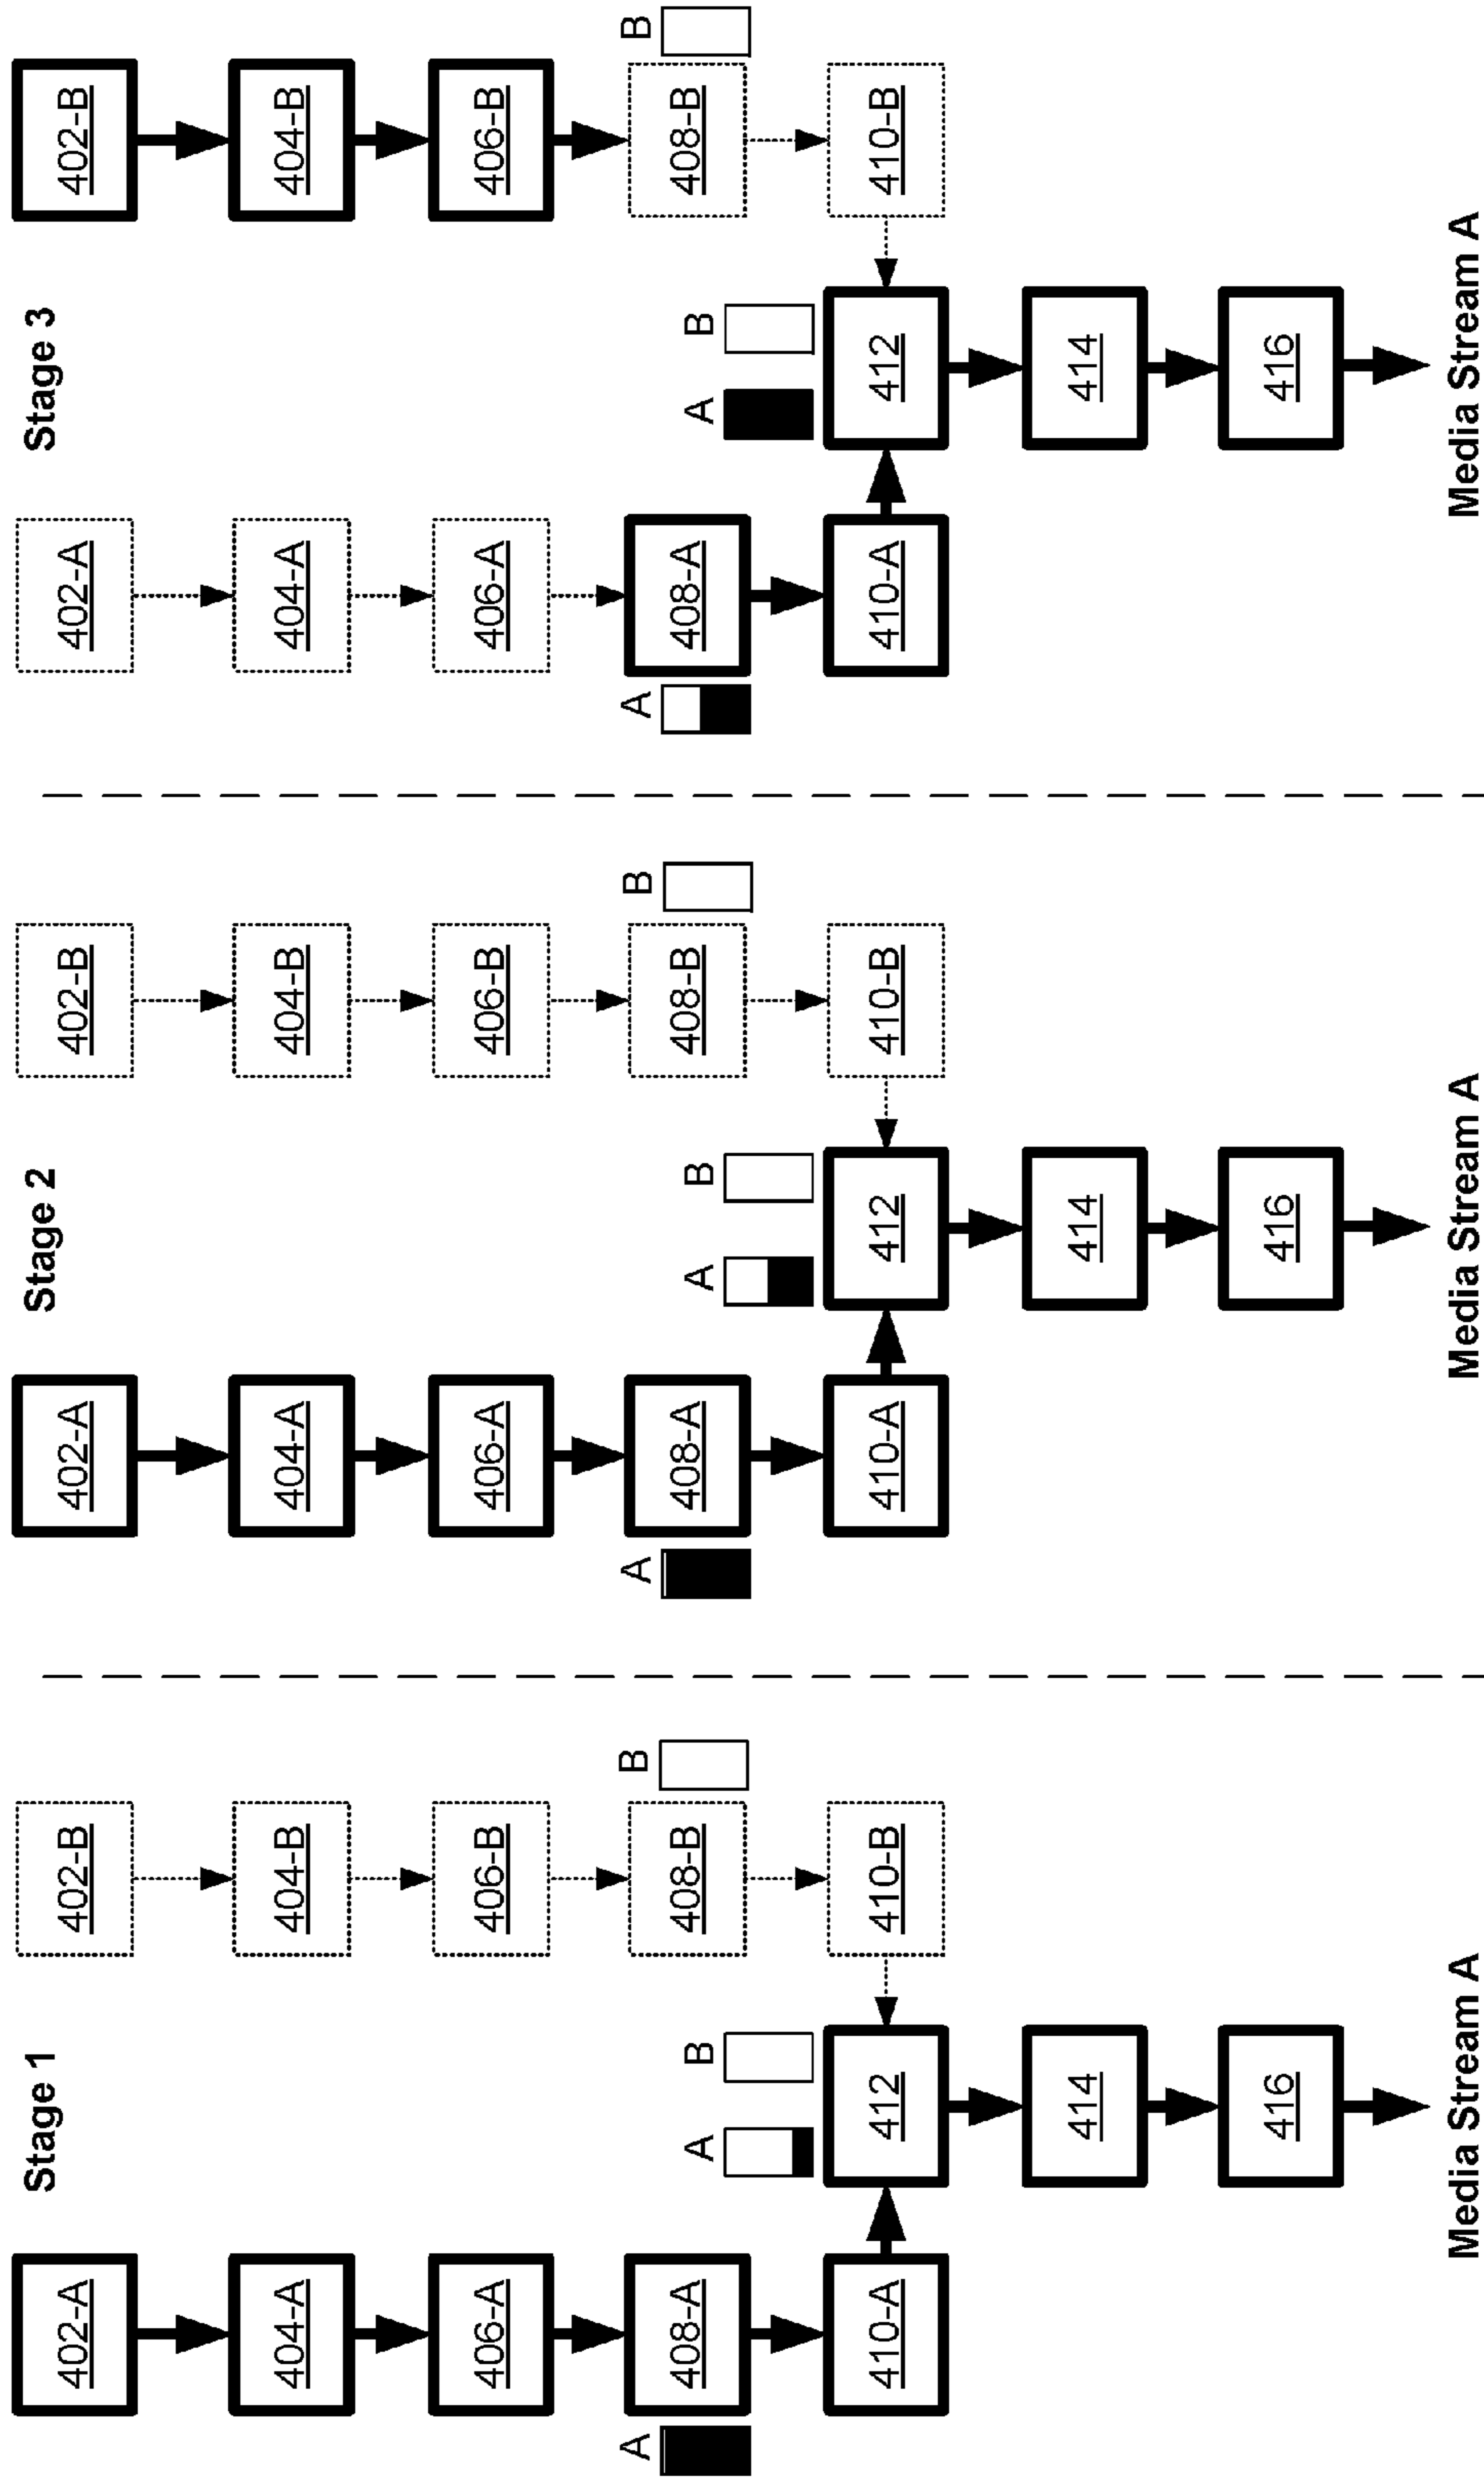 Stage 1
402-A
402-B
404-A
404-B
406-A
406-B
A
408-A
408-B
B
A
B
410-A
412
410-B
414
416
Media Stream A
Stage 2
402-A
402-B
404-A
404-B
406-A
406-B
A
408-A
408-B
B
A
B
410-A
412
410-B
414
416
Media Stream A
Stage 3
402-A
402-B
404-A
404-B
406-A
406-B
A
408-A
408-B
B
A
B
410-A
412
410-B
414
416
Media Stream A